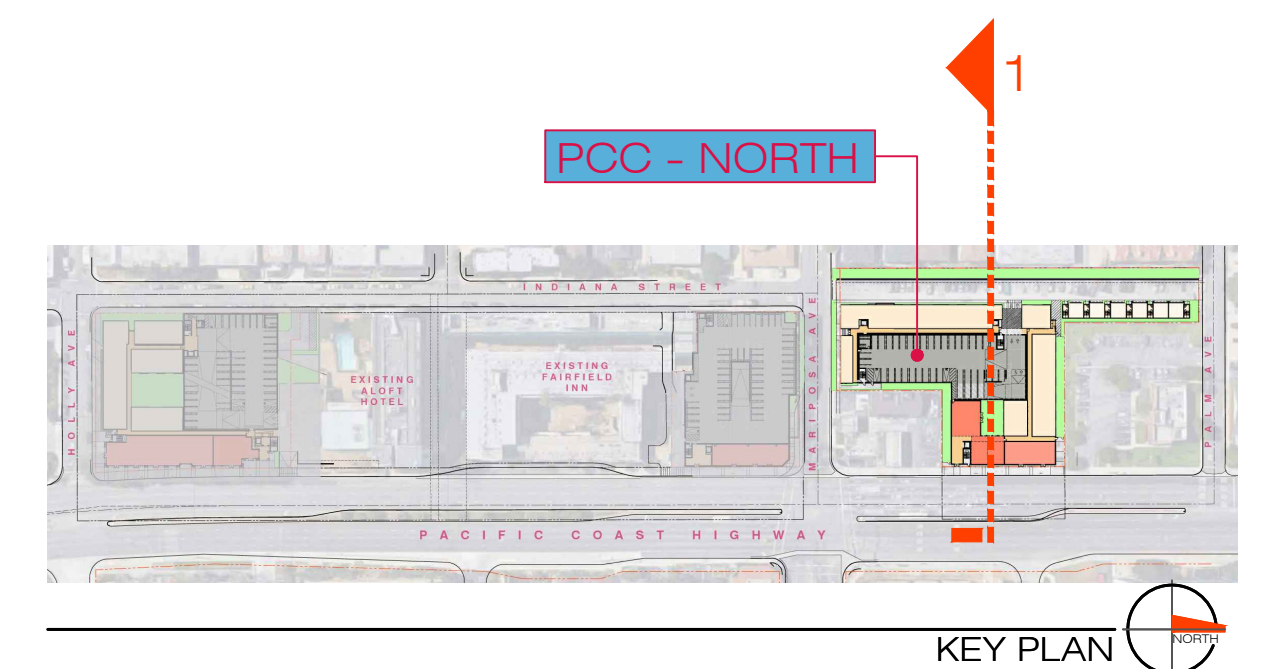 1
PCC - NORTH
INDIANA STREET
HOLLY AVE
EXISTING
ALOFT
HOTEL
EXISTING
FAIRFIELD
INN
MARIPOSA AVE
PALM AVE
PACIFIC COAST HIGHWAY
KEY PLAN
NORTH